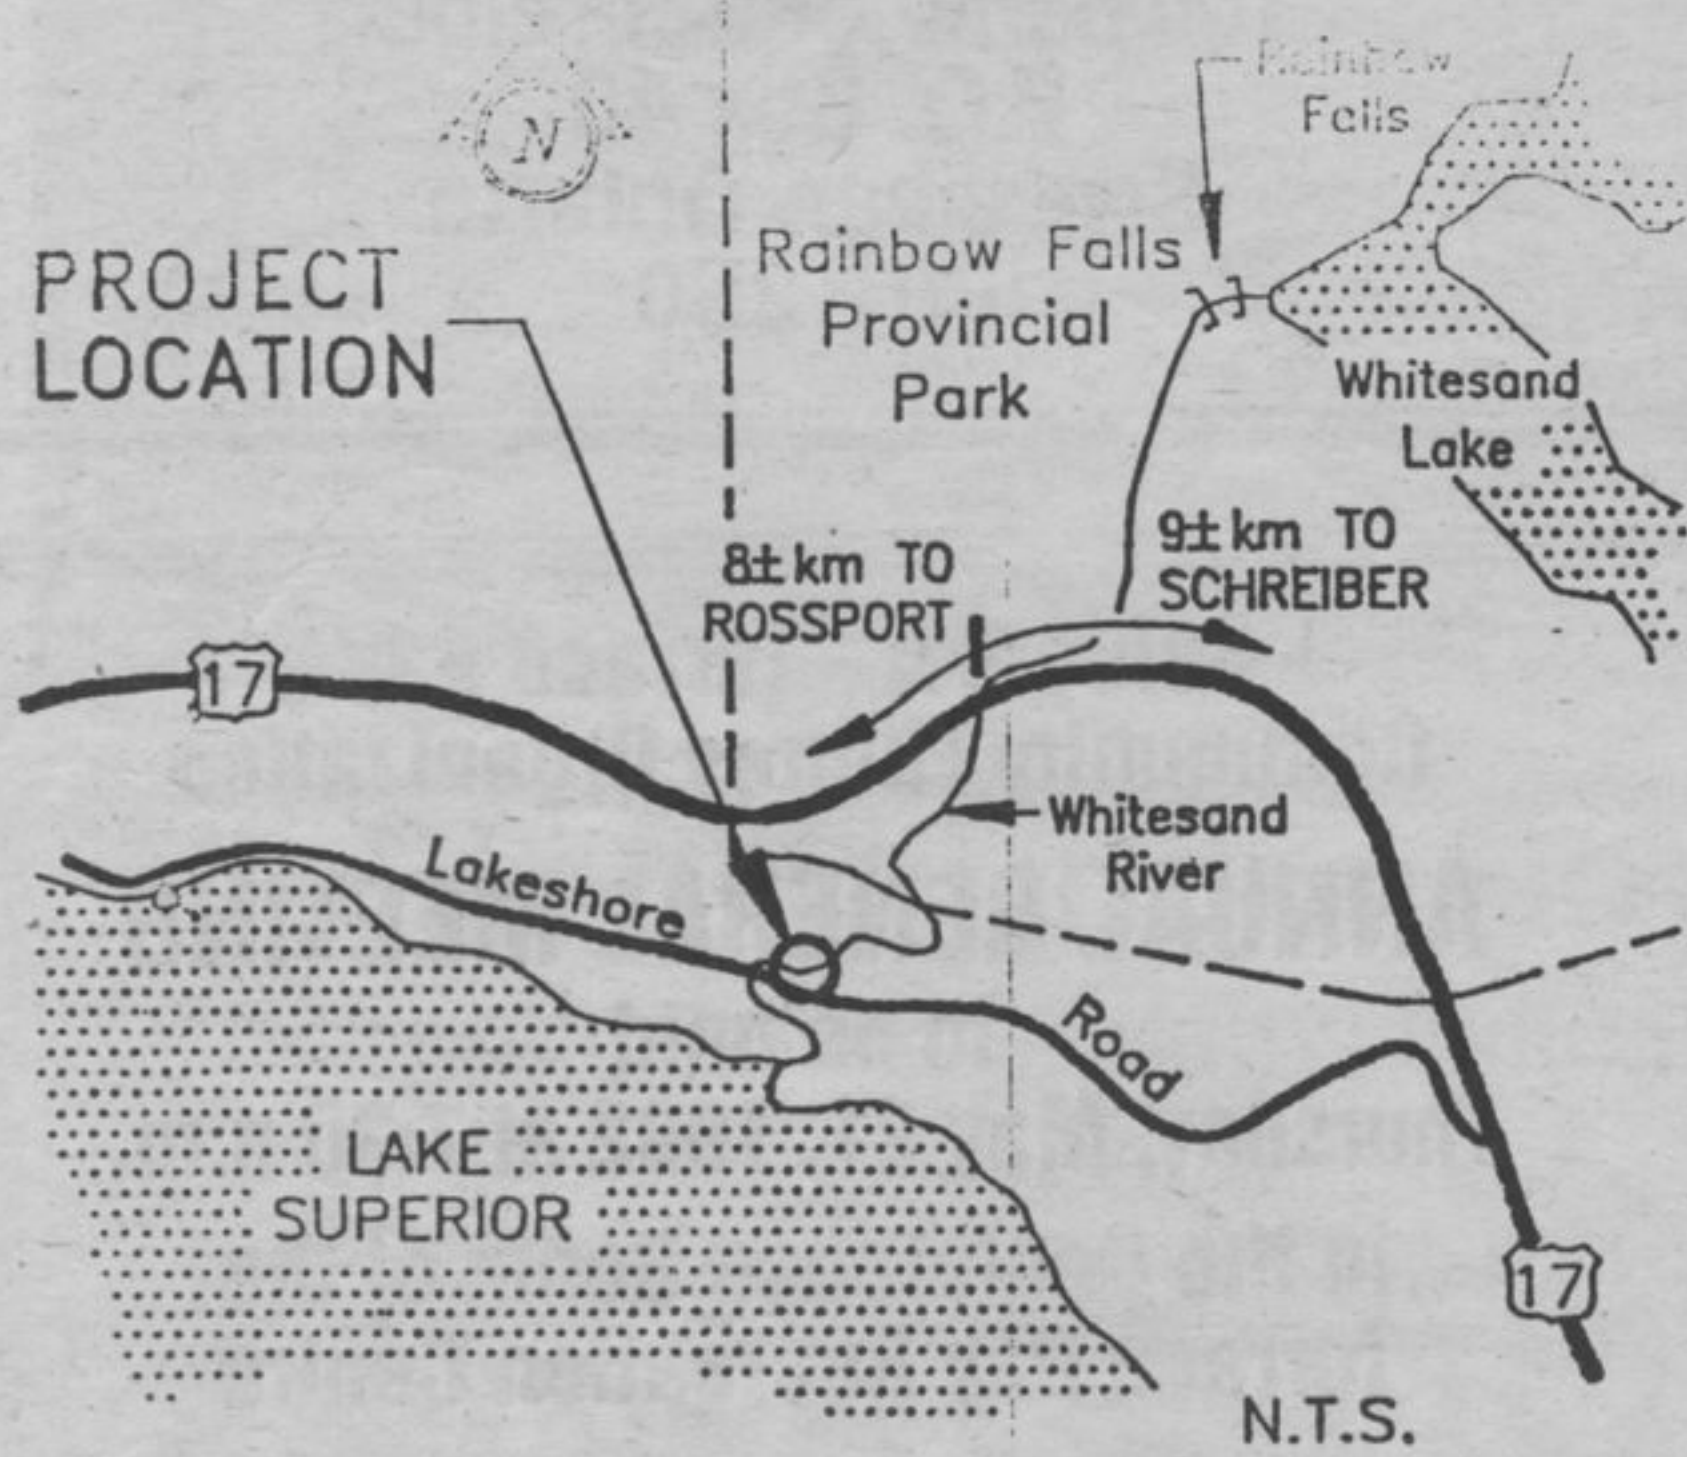 N
Rainbow
Falls
PROJECT
LOCATION
Rainbow Falls
Provincial
Park
Whitesand
Lake
8± km TO
ROSSPORT
9± km TO
SCHREIBER
17
Whitesand
River
Lakeshore
Road
LAKE
SUPERIOR
17
N.T.S.